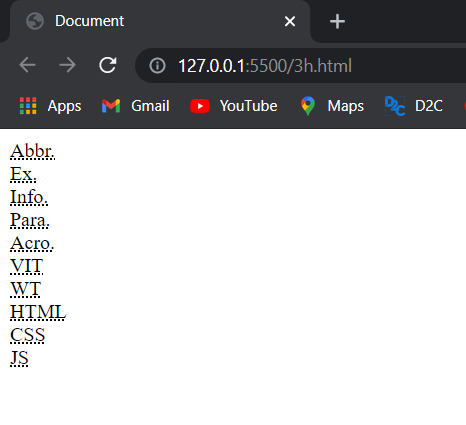 Document
127.0.0.1:5500/3h.html
Apps Gmail YouTube Maps D2C D2C
Abbr.
Ex.
Info.
Para.
Acro.
VIT
WT
HTML
CSS
JS